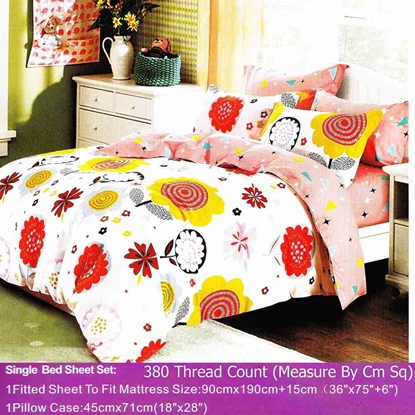 Single Bed Sheet Set: 380 Thread Count (Measure By Cm Sq)
1Fitted Sheet To Fit Mattress Size:90cmx190cm+15cm（36"x75"+6")
1Pillow Case:45cmx71cm(18"x28")